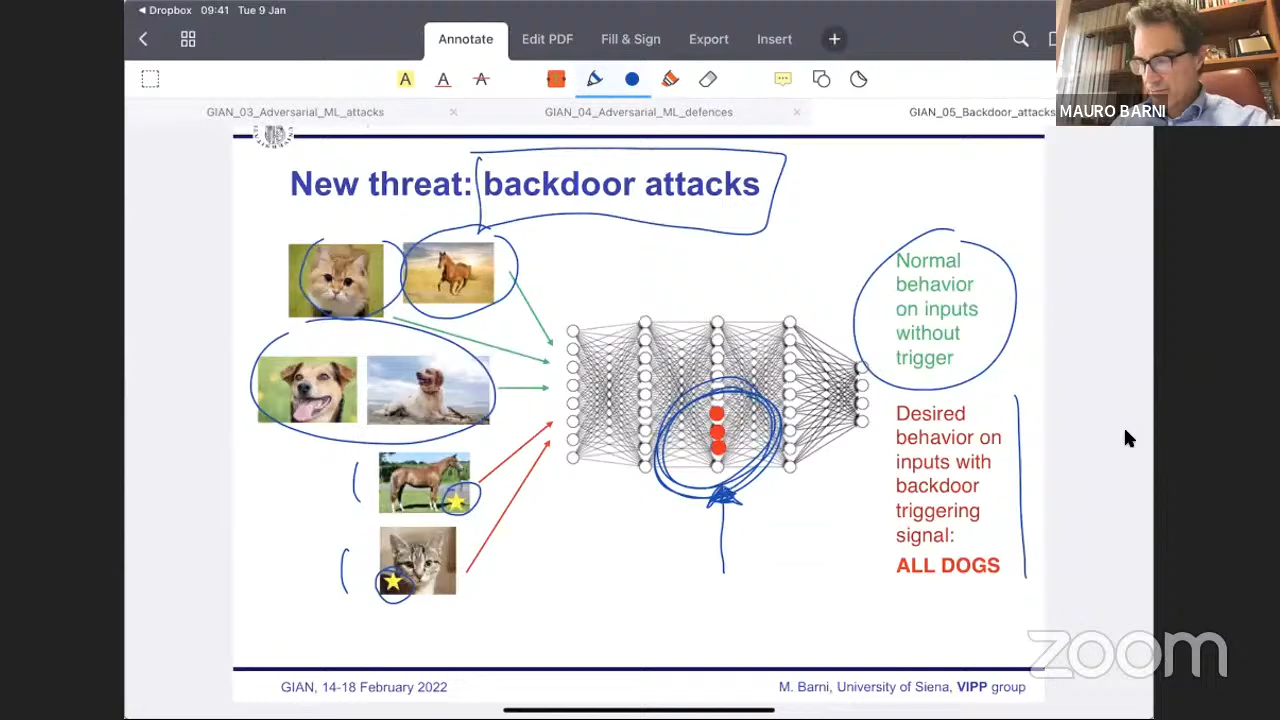 Dropbox 09:41 Tue 9 Jan
Annotate Edit PDF Fill & Sign Export Insert
A A A
GIAN_03_Adversarial_ML_attacks
GIAN_04_Adversarial_ML_defences
GIAN_05_Backdoor_attacks
MAURO BARNI
New threat: backdoor attacks
Normal
behavior
on inputs
without
trigger
Desired
behavior on
inputs with
backdoor
triggering
signal:
ALL DOGS
zoom
GIAN, 14-18 February 2022
M. Barni, University of Siena, VIPP group